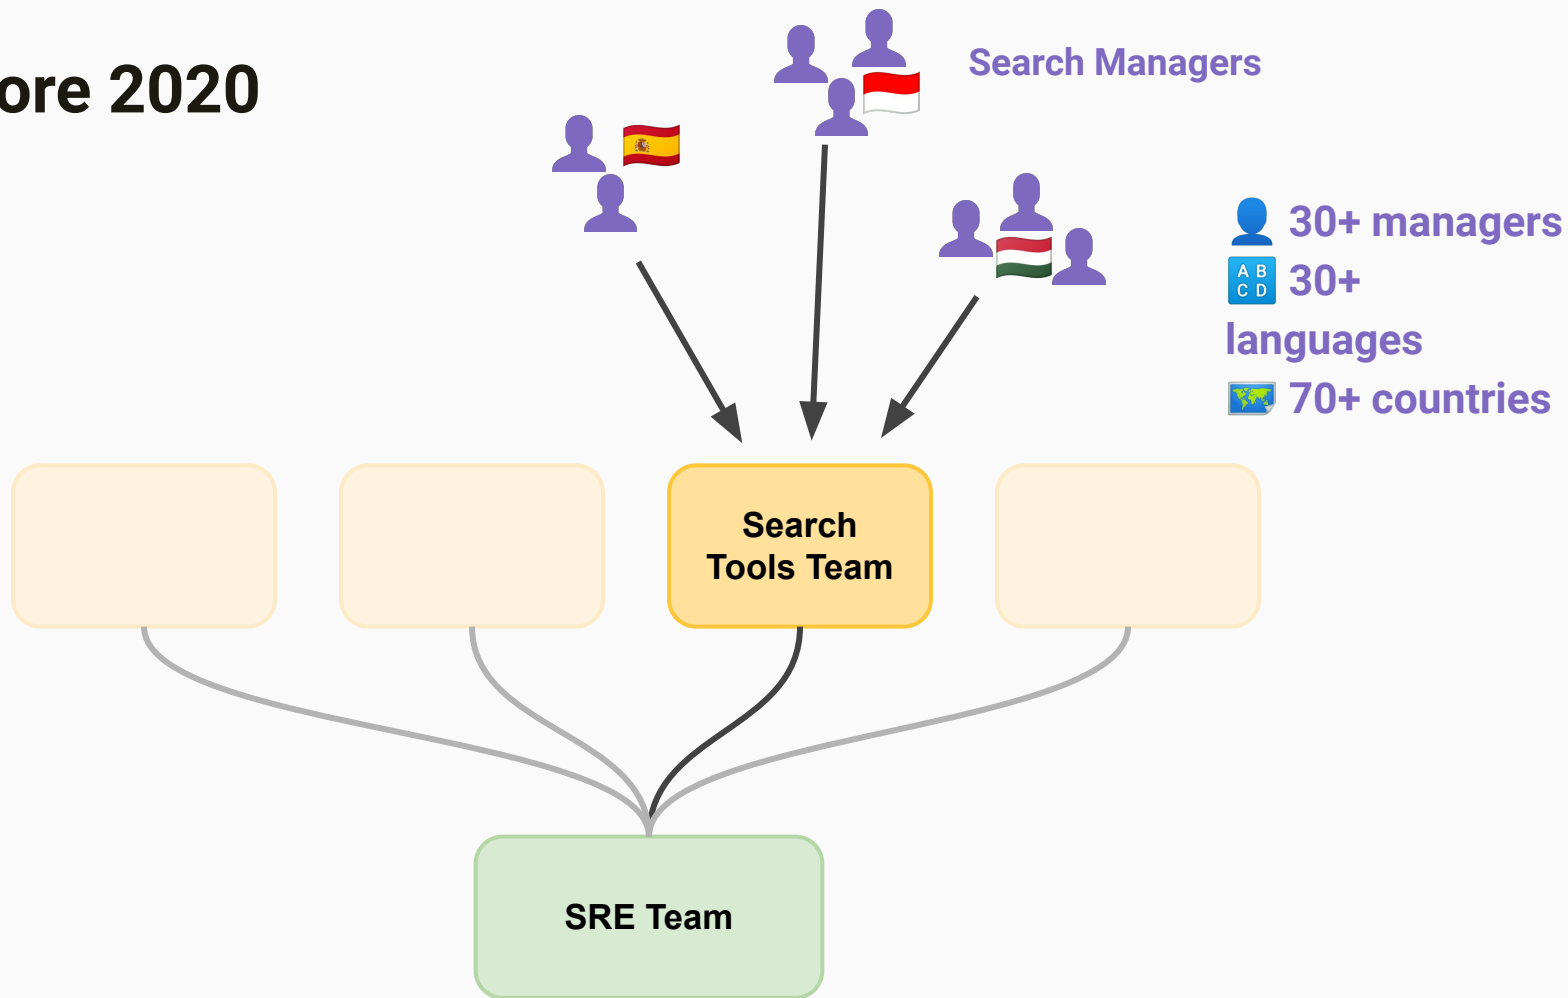 ore 2020
Search Managers
30+ managers
30+
languages
70+ countries
Search
Tools Team
SRE Team